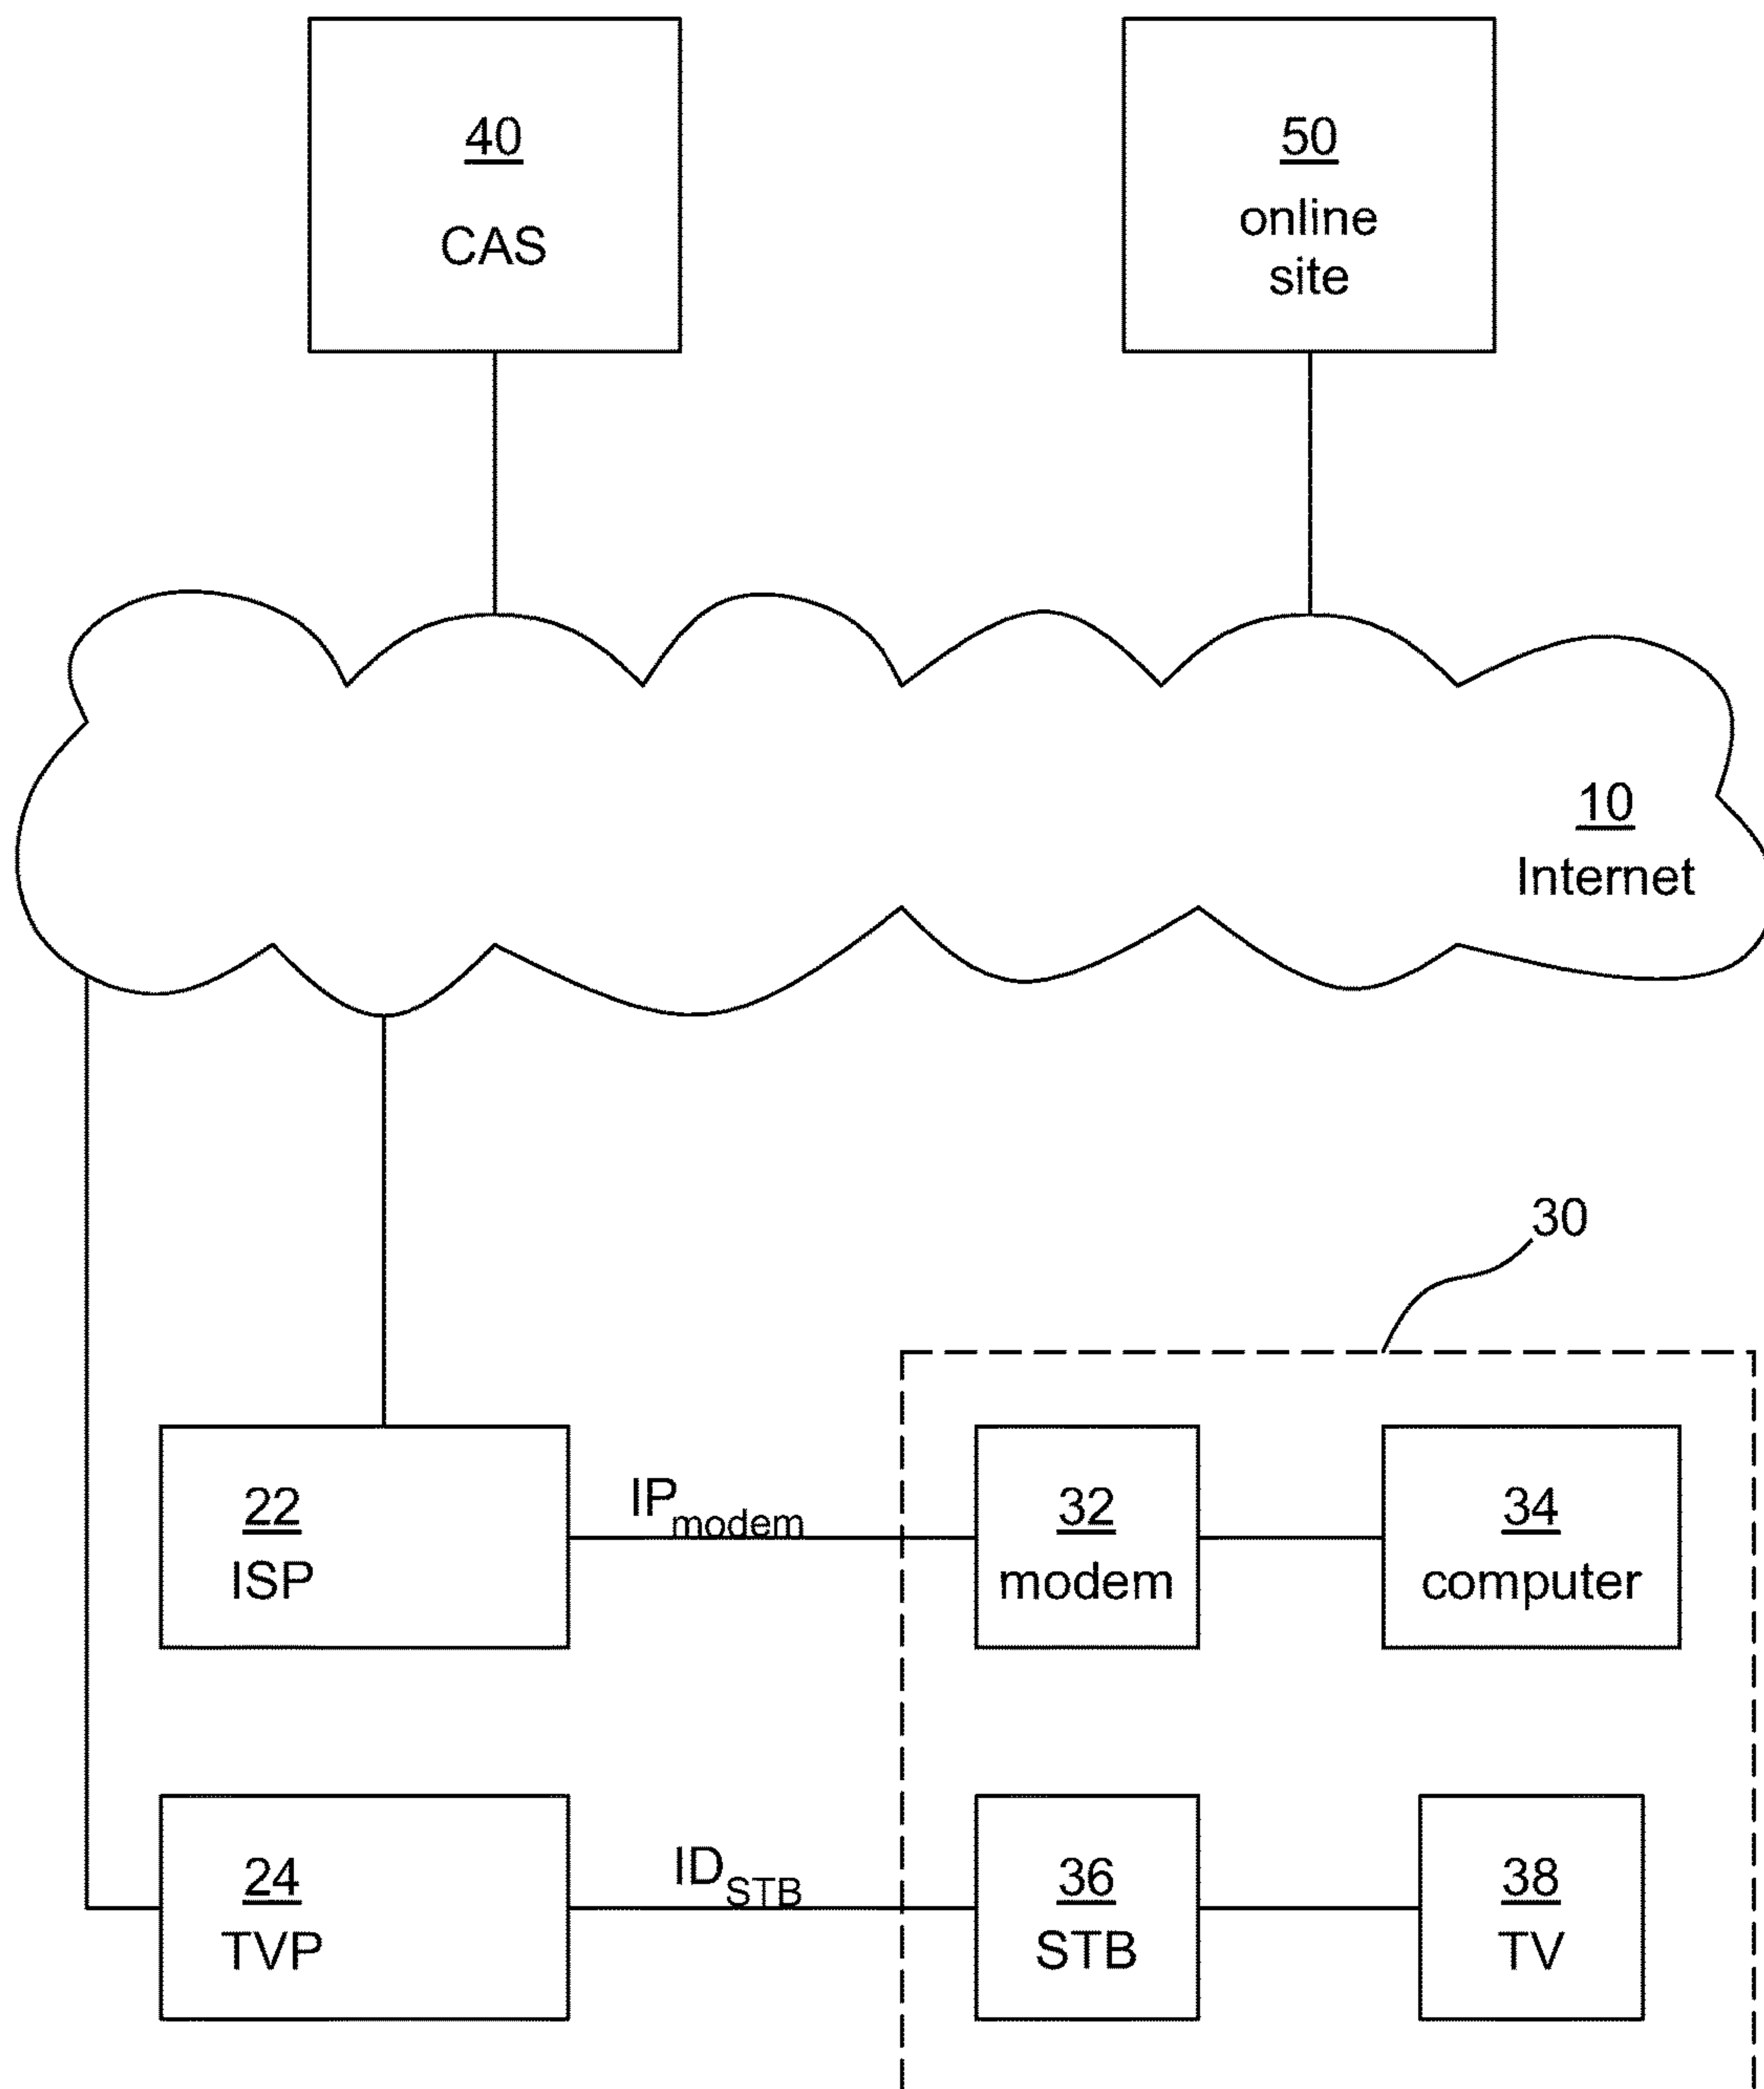 40
CAS
50
online
site
10
Internet
30
22
ISP
IPmodem
32
modem
34
computer
24
TVP
IDSTB
36
STB
38
TV